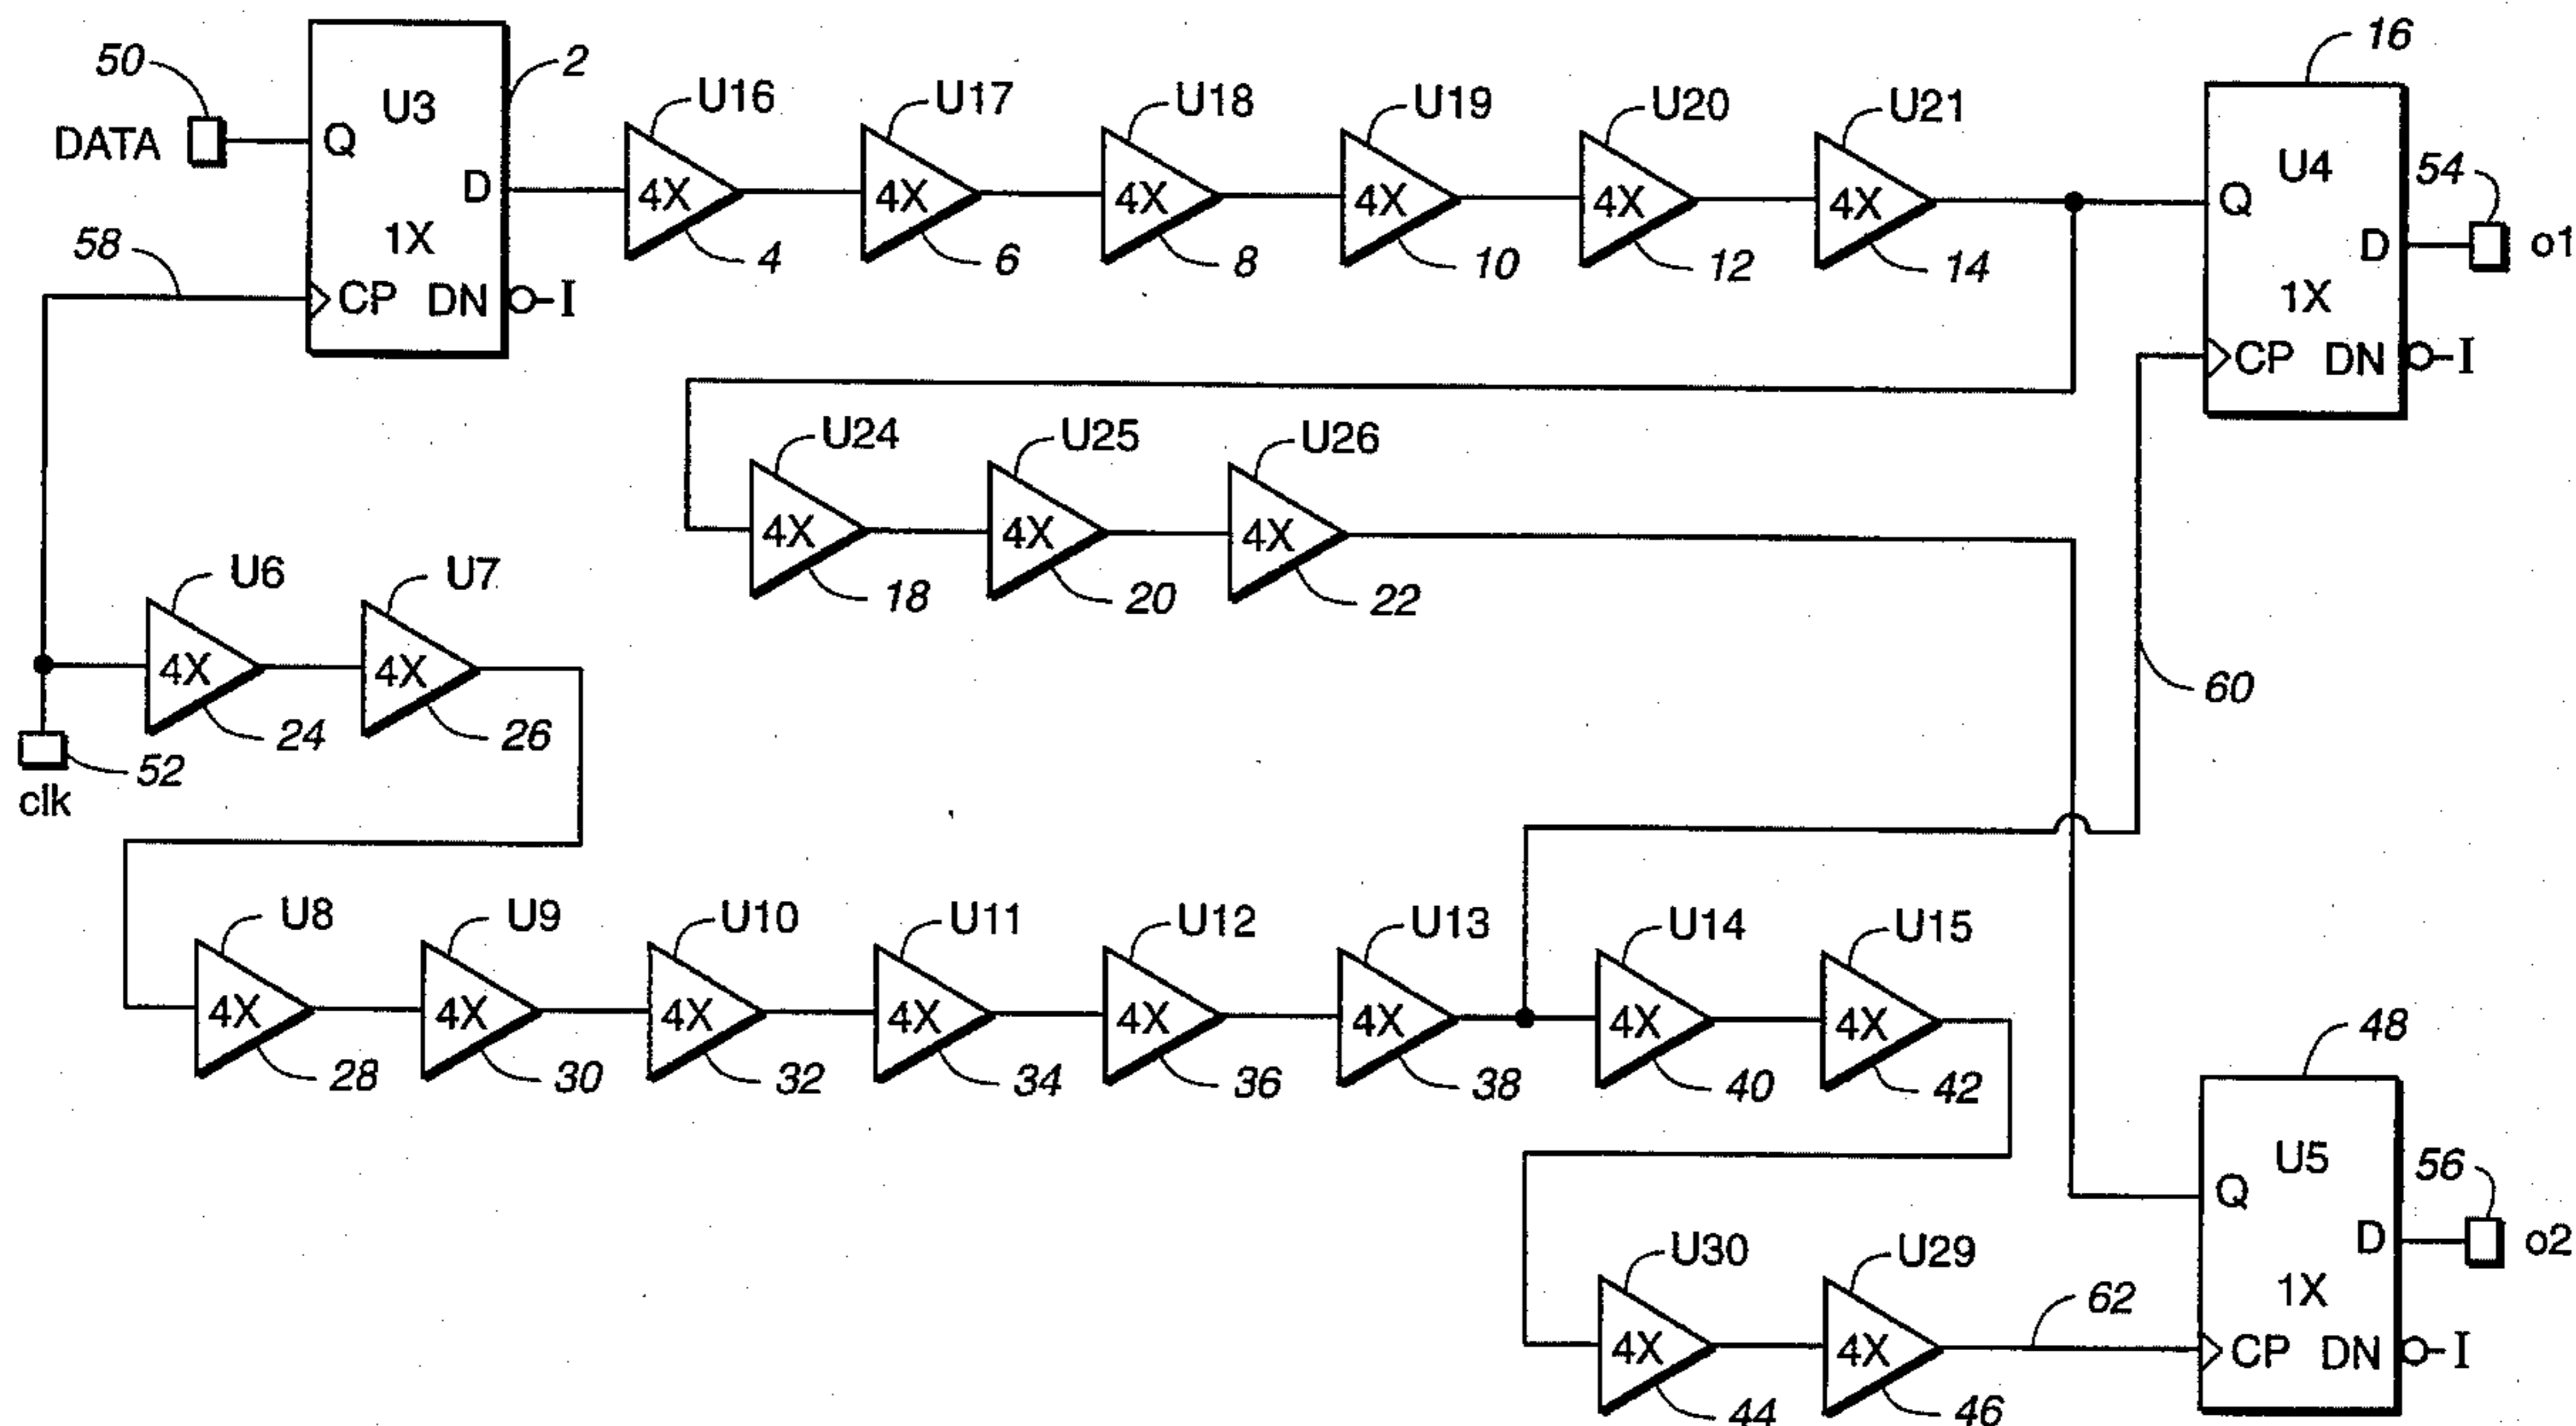 50
DATA
58
U3
2
Q
D
1X
CP
DN
I
U16
4X
4
U17
4X
6
U18
4X
8
U19
4X
10
U20
4X
12
U21
4X
14
16
U4
Q
D
1X
CP
DN
I
54
o1
U24
4X
18
U25
4X
20
U26
4X
22
60
U6
4X
24
U7
4X
26
52
clk
U8
4X
28
U9
4X
30
U10
4X
32
U11
4X
34
U12
4X
36
U13
4X
38
U14
4X
40
U15
4X
42
U30
4X
44
U29
4X
46
62
48
U5
Q
D
1X
CP
DN
I
56
o2